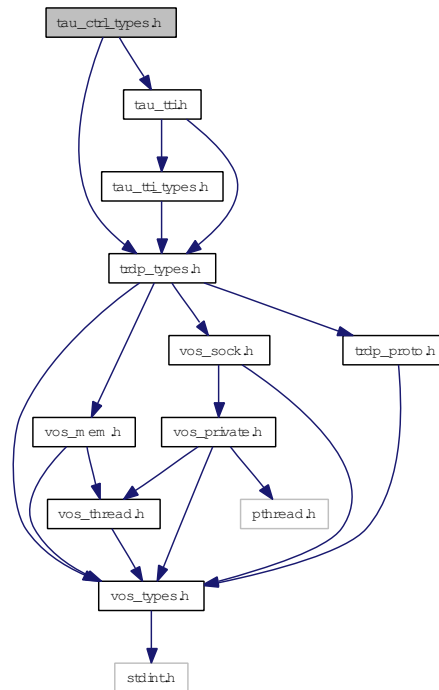 tau_ctrl_types.h
tau_tti.h
tau_tti_types.h
trdp_types.h
vos_sock.h
trdp_proto.h
vos_mem.h
vos_private.h
vos_thread.h
pthread.h
vos_types.h
stdint.h